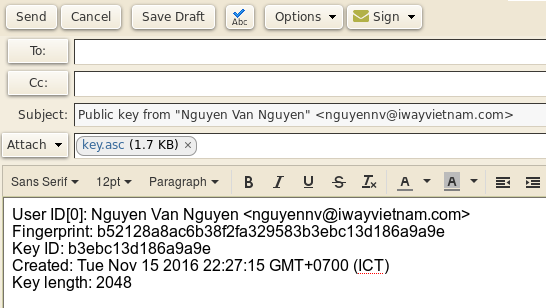 Send Cancel Save Draft Abc Options Sign
To:
Cc:
Subject: Public key from "Nguyen Van Nguyen" <nguyennv@iwayvietnam.com>
Attach key.asc (1.7 KB) ×
Sans Serif 12pt Paragraph B I U S Tx A A
User ID[0]: Nguyen Van Nguyen <nguyennv@iwayvietnam.com>
Fingerprint: b52128a8ac6b38f2fa329583b3ebc13d186a9a9e
Key ID: b3ebc13d186a9a9e
Created: Tue Nov 15 2016 22:27:15 GMT+0700 (ICT)
Key length: 2048